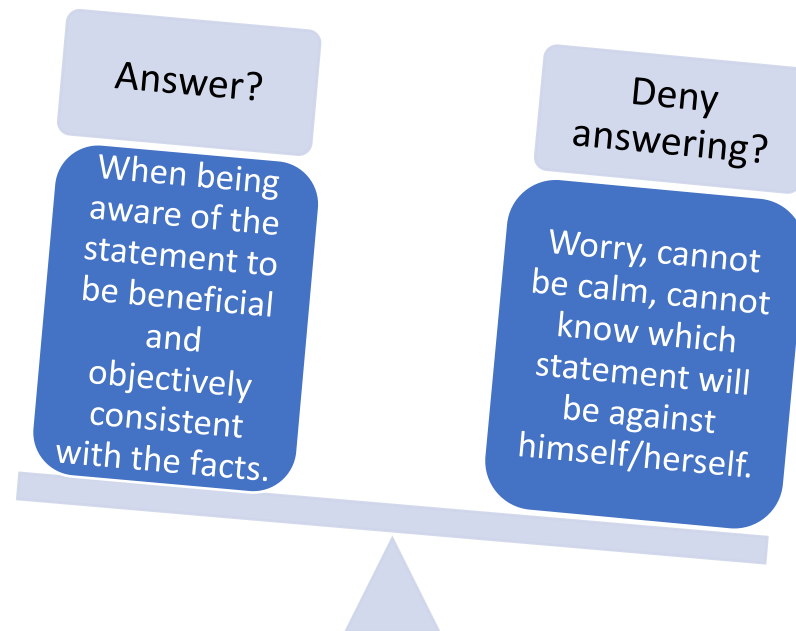 Answer?
When being
aware of the
statement to
be beneficial
and
objectively
consistent
with the facts.
Deny
answering?
Worry, cannot
be calm, cannot
know which
statement will
be against
himself/herself.